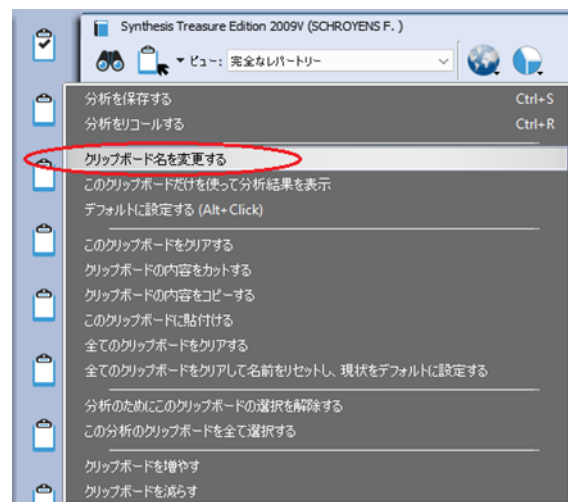 Synthesis Treasure Edition 2009V (SCHROYENS F. )
ビュー: 完全なレパートリー
分析を保存する Ctrl+S
分析をリコールする Ctrl+R
クリップボード名を変更する
このクリップボードだけを使って分析結果を表示
デフォルトに設定する (Alt+Click)
このクリップボードをクリアする
クリップボードの内容をカットする
クリップボードの内容をコピーする
このクリップボードに貼付ける
全てのクリップボードをクリアする
全てのクリップボードをクリアして名前をリセットし、現状をデフォルトに設定する
分析のためにこのクリップボードの選択を解除する
この分析のクリップボードを全て選択する
クリップボードを増やす
クリップボードを減らす